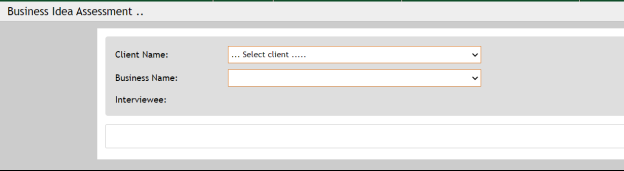 Business Idea Assessment ..
Client Name: ... Select client .....
Business Name:
Interviewee: